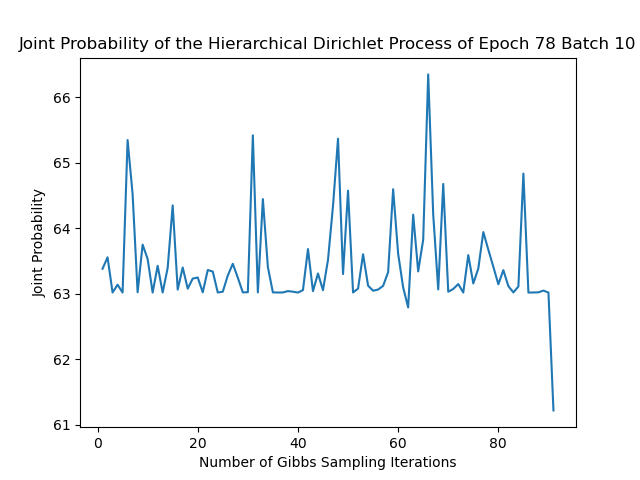 Joint Probability of the Hierarchical Dirichlet Process of Epoch 78 Batch 10
66
65
64
63
62
61
Joint Probability
0 20 40 60 80
Number of Gibbs Sampling Iterations